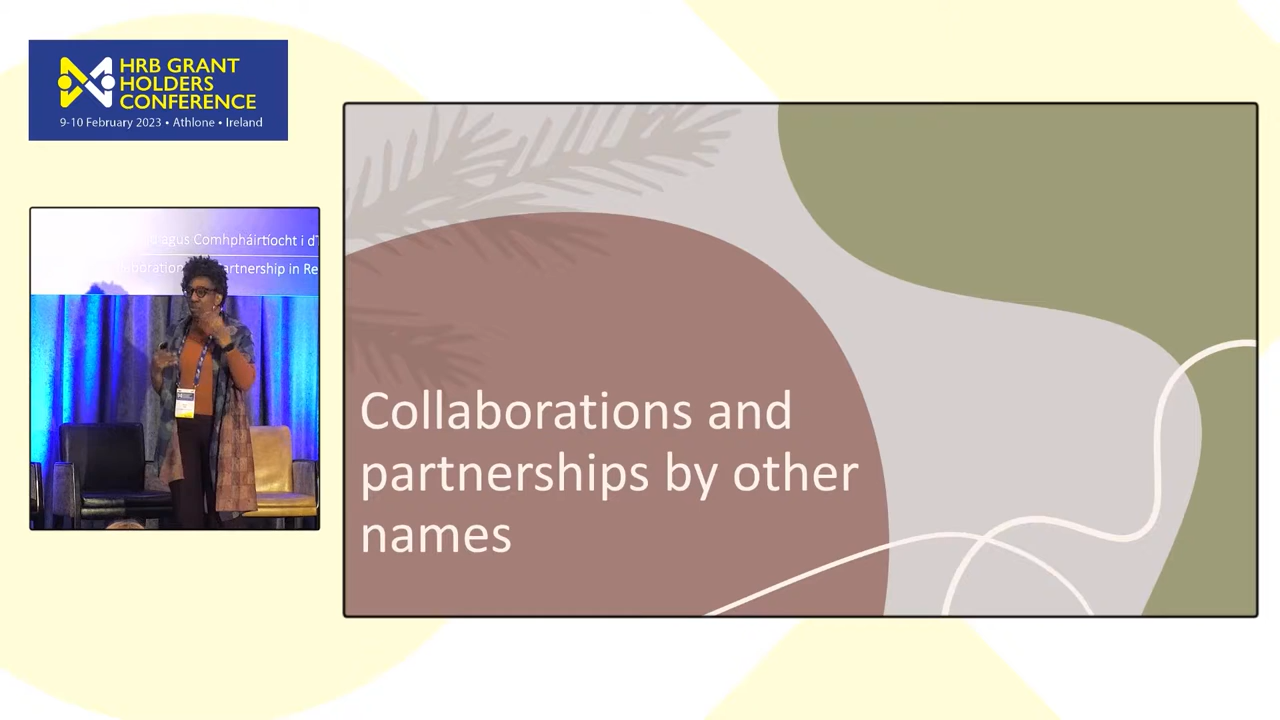 HRB GRANT
HOLDERS
CONFERENCE
9-10 February 2023 • Athlone • Ireland
agus Comhpháirtíocht i d
artnership in Re
Collaborations and
partnerships by other
names